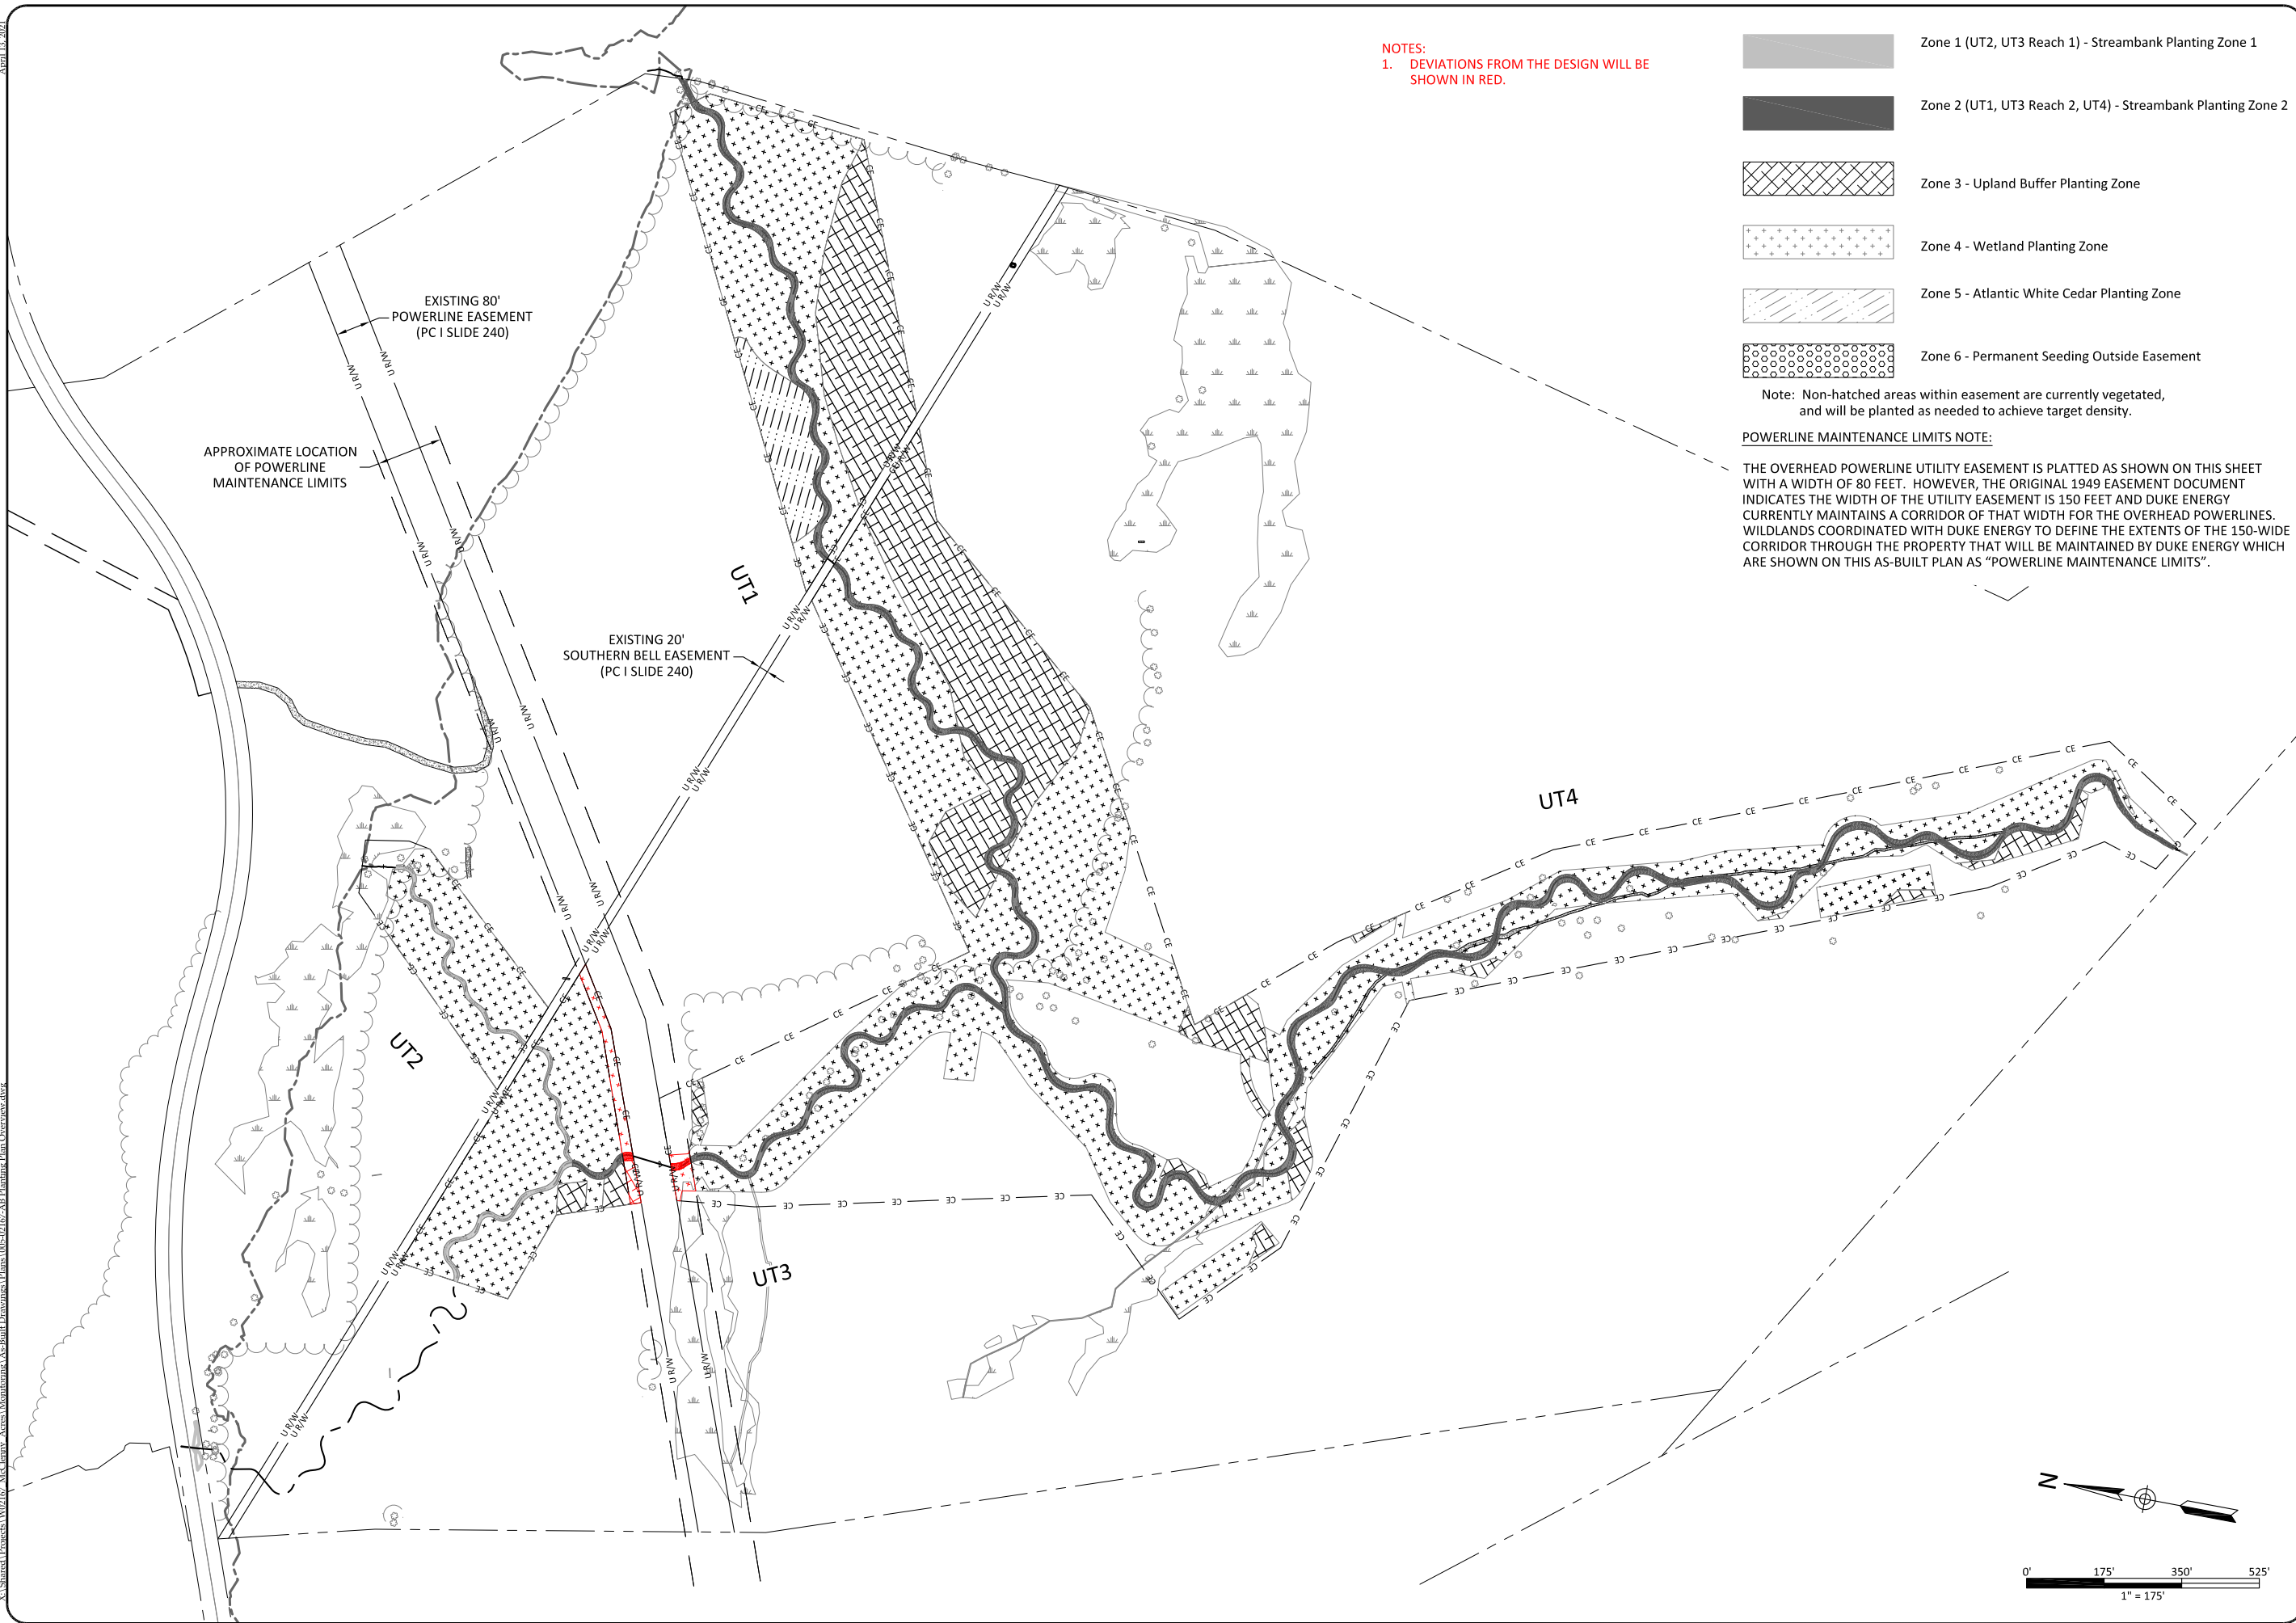 April 13, 2021
NOTES:
1. DEVIATIONS FROM THE DESIGN WILL BE
SHOWN IN RED.
Zone 1 (UT2, UT3 Reach 1) - Streambank Planting Zone 1
Zone 2 (UT1, UT3 Reach 2, UT4) - Streambank Planting Zone 2
Zone 3 - Upland Buffer Planting Zone
Zone 4 - Wetland Planting Zone
Zone 5 - Atlantic White Cedar Planting Zone
Zone 6 - Permanent Seeding Outside Easement
Note: Non-hatched areas within easement are currently vegetated,
and will be planted as needed to achieve target density.
POWERLINE MAINTENANCE LIMITS NOTE:
THE OVERHEAD POWERLINE UTILITY EASEMENT IS PLATTED AS SHOWN ON THIS SHEET
WITH A WIDTH OF 80 FEET. HOWEVER, THE ORIGINAL 1949 EASEMENT DOCUMENT
INDICATES THE WIDTH OF THE UTILITY EASEMENT IS 150 FEET AND DUKE ENERGY
CURRENTLY MAINTAINS A CORRIDOR OF THAT WIDTH FOR THE OVERHEAD POWERLINES.
WILDLANDS COORDINATED WITH DUKE ENERGY TO DEFINE THE EXTENTS OF THE 150-WIDE
CORRIDOR THROUGH THE PROPERTY THAT WILL BE MAINTAINED BY DUKE ENERGY WHICH
ARE SHOWN ON THIS AS-BUILT PLAN AS “POWERLINE MAINTENANCE LIMITS”.
EXISTING 80'
POWERLINE EASEMENT
(PC I SLIDE 240)
APPROXIMATE LOCATION
OF POWERLINE
MAINTENANCE LIMITS
EXISTING 20'
SOUTHERN BELL EASEMENT
(PC I SLIDE 240)
U R/W
U R/W
CE
CE
UT1
UT4
UT2
UT3
N
0' 175' 350' 525'
1" = 175'